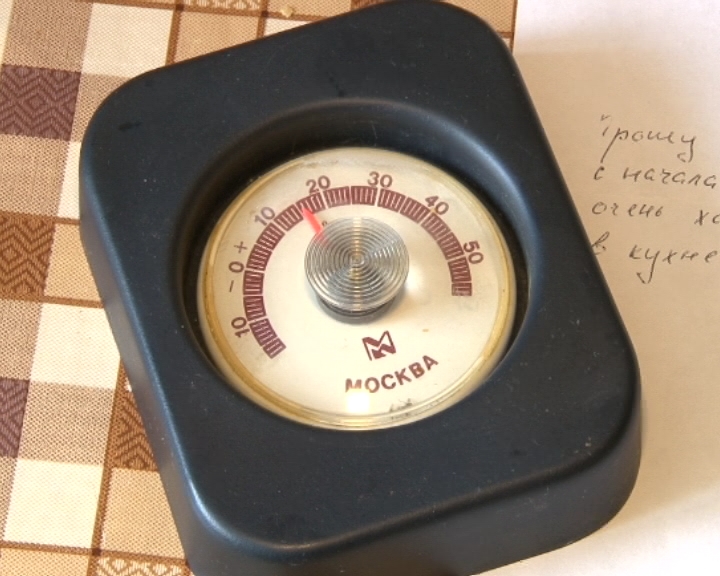 10
- 0 +
10
20
30
40
50
МОСКВА
прошу
с начала
очень
в кухне